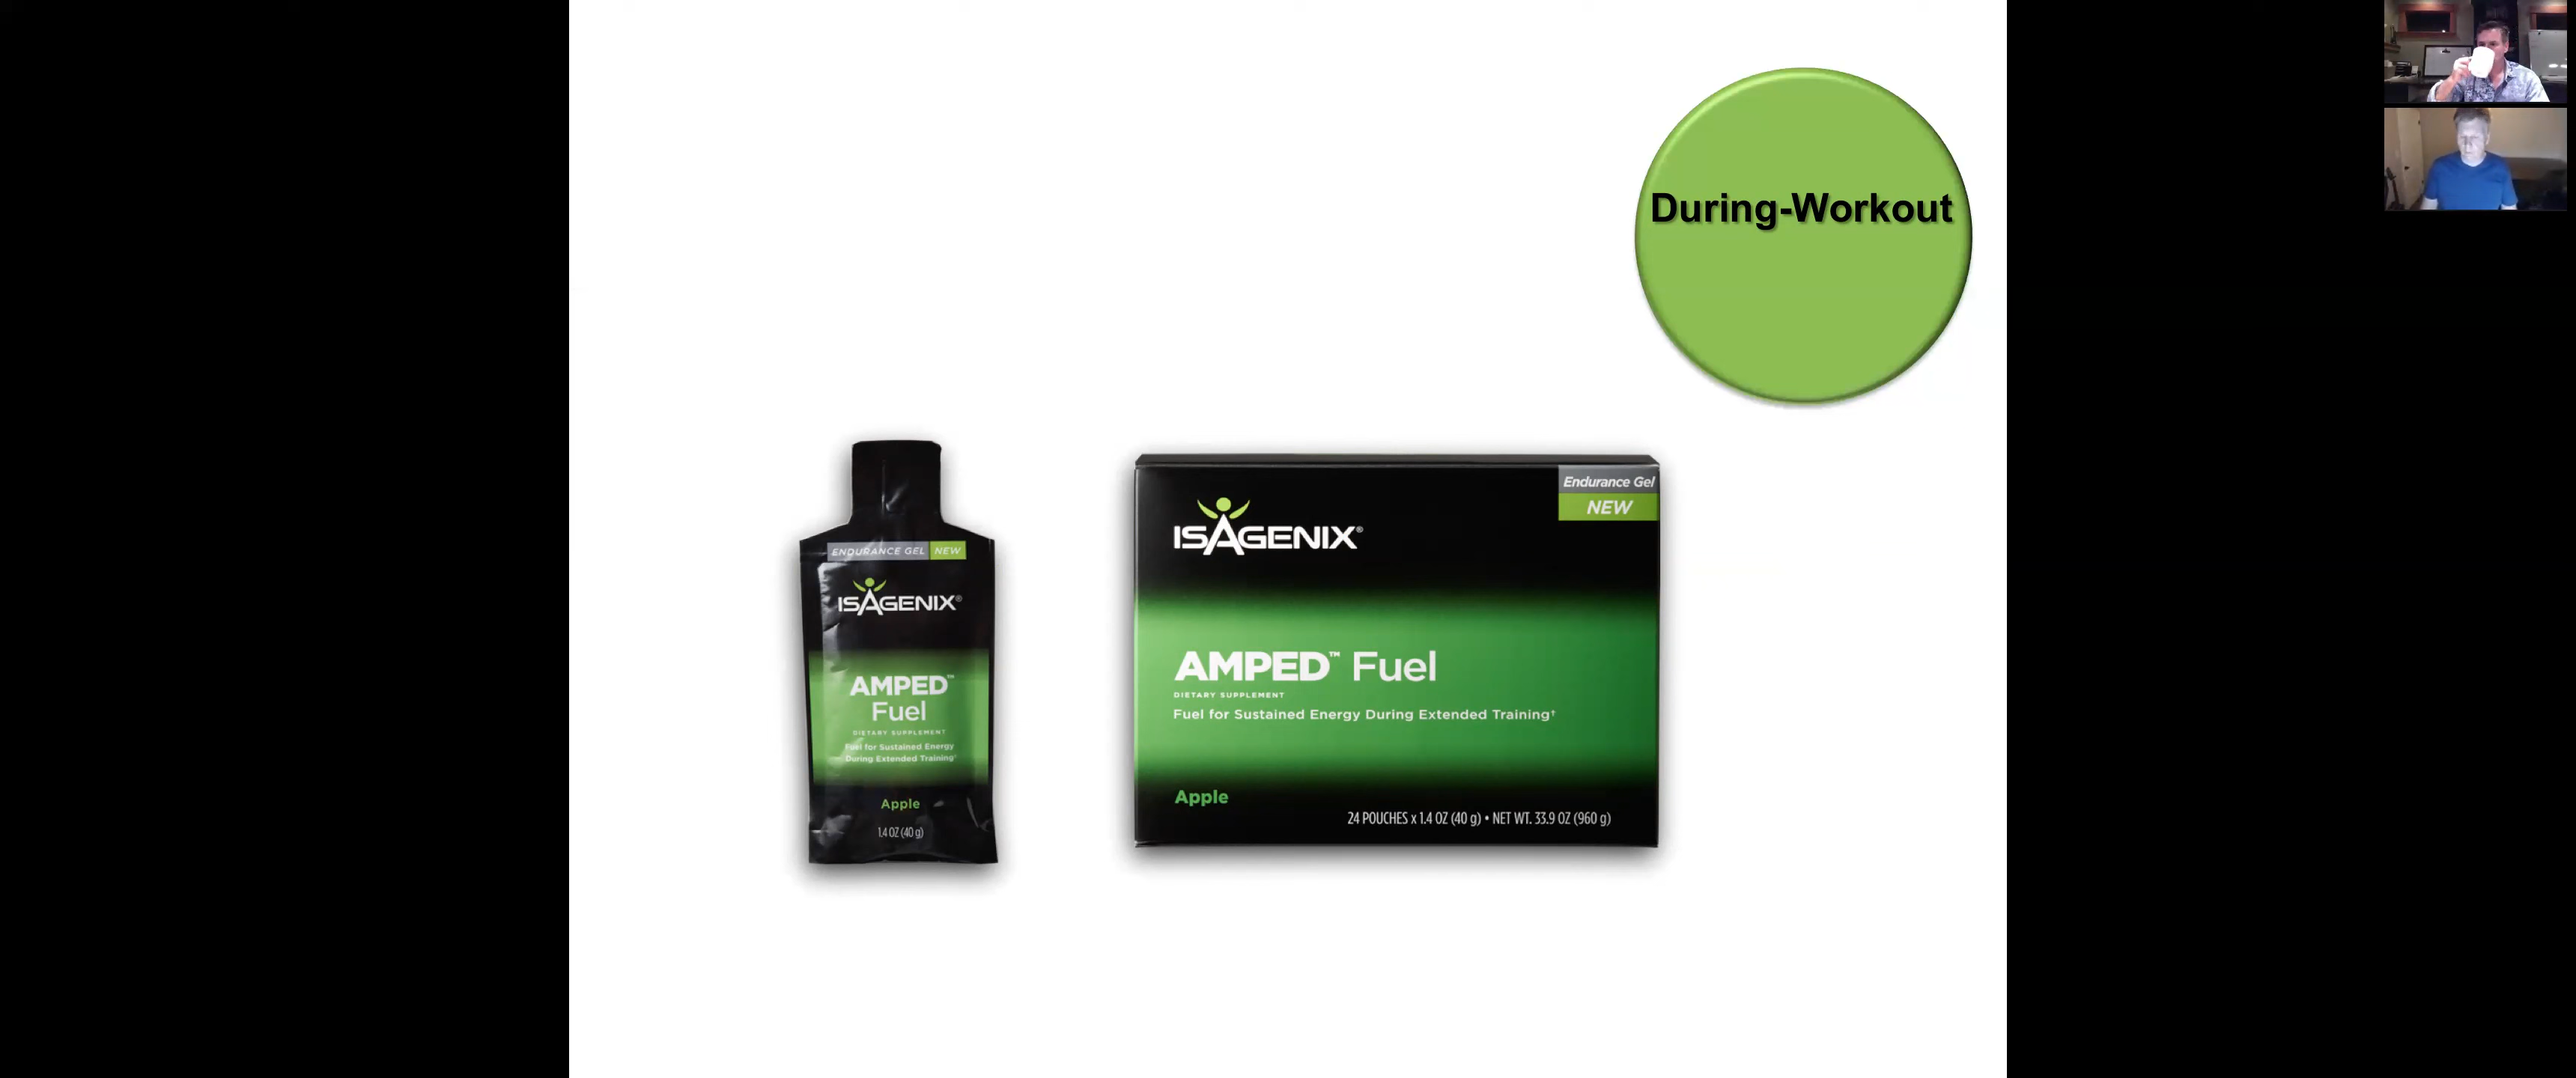 During-Workout
ENDURANCE GEL NEW
ISAGENIX®
AMPED™
Fuel
DIETARY SUPPLEMENT
Fuel for Sustained Energy
During Extended Training†
Apple
1.4 OZ (40 g)
Endurance Gel
NEW
ISAGENIX®
AMPED™ Fuel
DIETARY SUPPLEMENT
Fuel for Sustained Energy During Extended Training†
Apple
24 POUCHES x 1.4 OZ (40 g) • NET WT. 33.9 OZ (960 g)